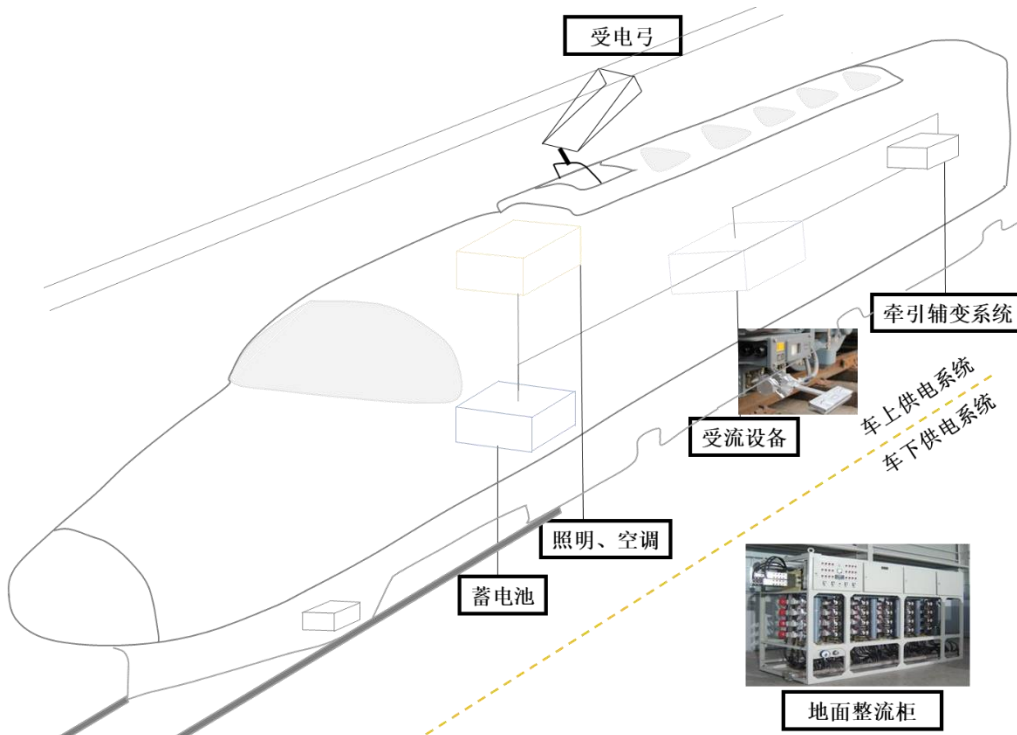 受电弓
牵引辅变系统
车上供电系统
车下供电系统
受流设备
照明、空调
蓄电池
地面整流柜